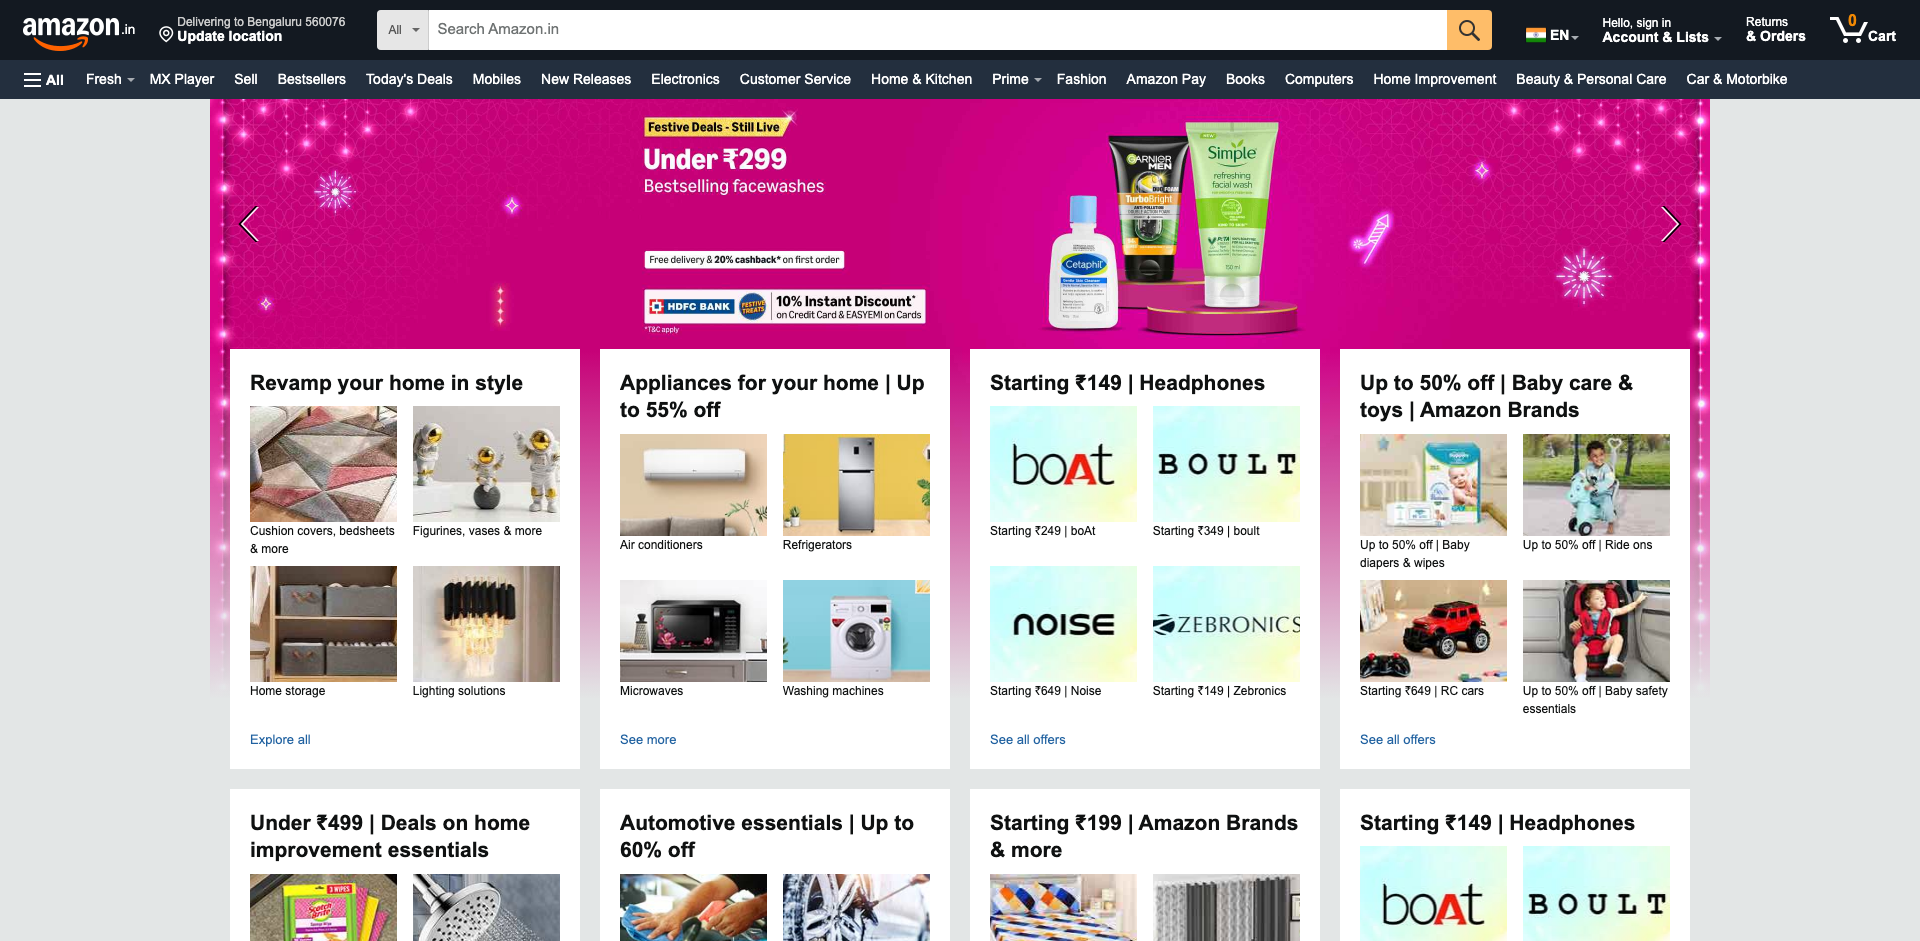 amazon.in
Delivering to Bengaluru 560076
Update location
All
Search Amazon.in
EN
Hello, sign in
Account & Lists
Returns
& Orders
0
Cart
All
Fresh
MX Player
Sell
Bestsellers
Today's Deals
Mobiles
New Releases
Electronics
Customer Service
Home & Kitchen
Prime
Fashion
Amazon Pay
Books
Computers
Home Improvement
Beauty & Personal Care
Car & Motorbike
Festive Deals - Still Live
Under ₹299
Bestselling facewashes
Free delivery & 20% cashback* on first order
HDFC BANK
FESTIVE
TREATS
10% Instant Discount*
on Credit Card & EASYEMI on Cards
*T&C apply
Cetaphil
GARNIER
MEN
DUO FOAM
TurboBright
NEW
Simple
refreshing
facial wash
150 ml
Revamp your home in style
Cushion covers, bedsheets
& more
Figurines, vases & more
Home storage
Lighting solutions
Explore all
Appliances for your home | Up
to 55% off
Air conditioners
Refrigerators
Microwaves
Washing machines
See more
Starting ₹149 | Headphones
boAt
BOULT
Starting ₹249 | boAt
Starting ₹349 | boult
NOISE
ZEBRONICS
Starting ₹649 | Noise
Starting ₹149 | Zebronics
See all offers
Up to 50% off | Baby care &
toys | Amazon Brands
Up to 50% off | Baby
diapers & wipes
Up to 50% off | Ride ons
Starting ₹649 | RC cars
Up to 50% off | Baby safety
essentials
See all offers
Under ₹499 | Deals on home
improvement essentials
3 WIPES
Scotch
Brite
Automotive essentials | Up to
60% off
Starting ₹199 | Amazon Brands
& more
Starting ₹149 | Headphones
boAt
BOULT